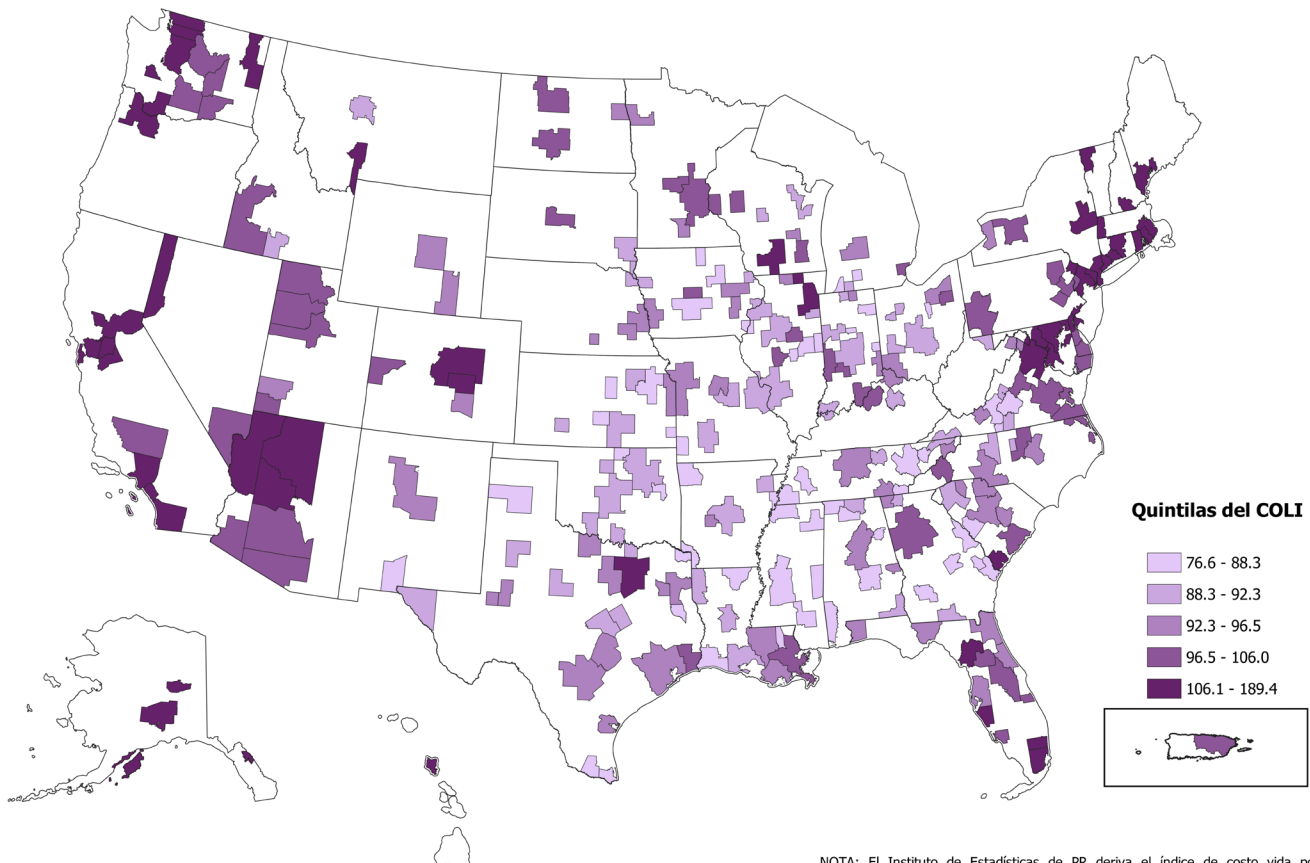 Quintilas del COLI
76.6 - 88.3
88.3 - 92.3
92.3 - 96.5
96.5 - 106.0
106.1 - 189.4
NOTA: El Instituto de Estadísticas de PR deriva el índice de costo vida